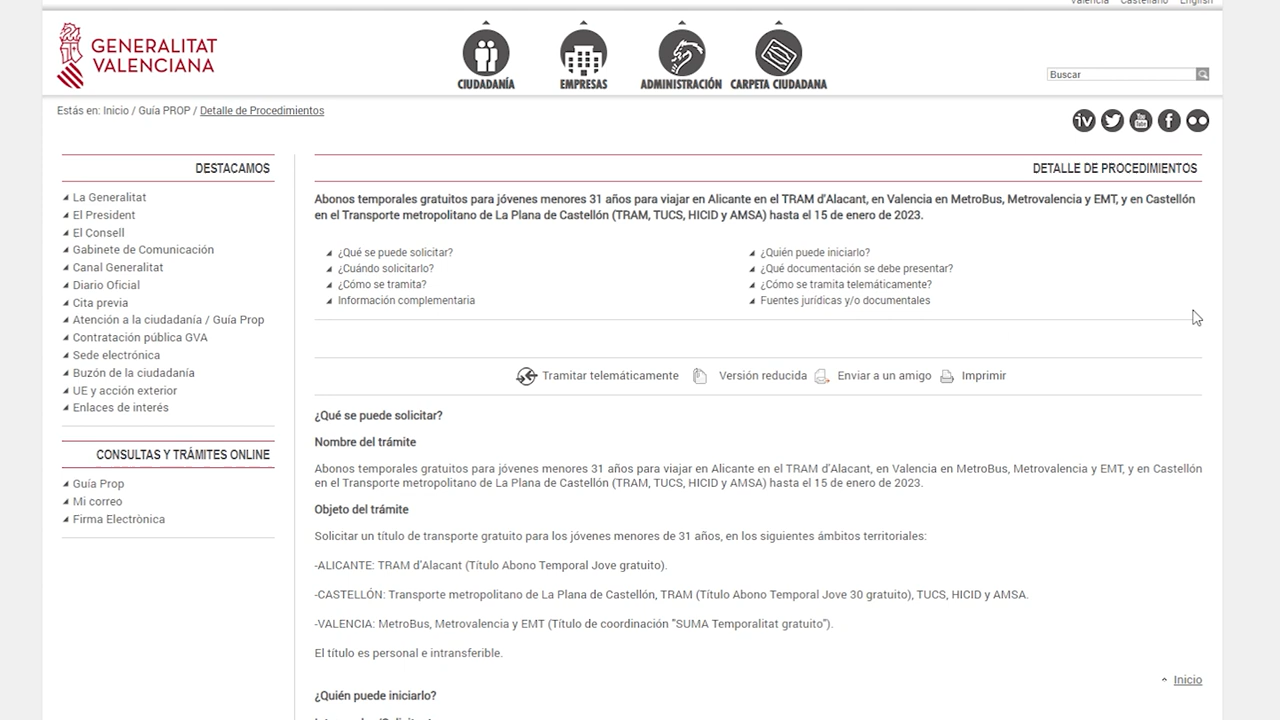 Valencià Castellano English
GENERALITAT
VALENCIANA
CIUDADANÍA
EMPRESAS
ADMINISTRACIÓN
CARPETA CIUDADANA
Buscar
Estás en: Inicio / Guía PROP / Detalle de Procedimientos
iv
You
Tube
DESTACAMOS
La Generalitat
El President
El Consell
Gabinete de Comunicación
Canal Generalitat
Diario Oficial
Cita previa
Atención a la ciudadanía / Guía Prop
Contratación pública GVA
Sede electrónica
Buzón de la ciudadanía
UE y acción exterior
Enlaces de interés
CONSULTAS Y TRÁMITES ONLINE
Guía Prop
Mi correo
Firma Electrònica
DETALLE DE PROCEDIMIENTOS
Abonos temporales gratuitos para jóvenes menores 31 años para viajar en Alicante en el TRAM d'Alacant, en Valencia en MetroBus, Metrovalencia y EMT, y en Castellón
en el Transporte metropolitano de La Plana de Castellón (TRAM, TUCS, HICID y AMSA) hasta el 15 de enero de 2023.
¿Qué se puede solicitar?
¿Cuándo solicitarlo?
¿Cómo se tramita?
Información complementaria
¿Quién puede iniciarlo?
¿Qué documentación se debe presentar?
¿Cómo se tramita telemáticamente?
Fuentes jurídicas y/o documentales
Tramitar telemáticamente Versión reducida Enviar a un amigo Imprimir
¿Qué se puede solicitar?
Nombre del trámite
Abonos temporales gratuitos para jóvenes menores 31 años para viajar en Alicante en el TRAM d'Alacant, en Valencia en MetroBus, Metrovalencia y EMT, y en Castellón
en el Transporte metropolitano de La Plana de Castellón (TRAM, TUCS, HICID y AMSA) hasta el 15 de enero de 2023.
Objeto del trámite
Solicitar un título de transporte gratuito para los jóvenes menores de 31 años, en los siguientes ámbitos territoriales:
-ALICANTE: TRAM d'Alacant (Título Abono Temporal Jove gratuito).
-CASTELLÓN: Transporte metropolitano de La Plana de Castellón, TRAM (Título Abono Temporal Jove 30 gratuito), TUCS, HICID y AMSA.
-VALENCIA: MetroBus, Metrovalencia y EMT (Título de coordinación "SUMA Temporalitat gratuito").
El título es personal e intransferible.
Inicio
¿Quién puede iniciarlo?